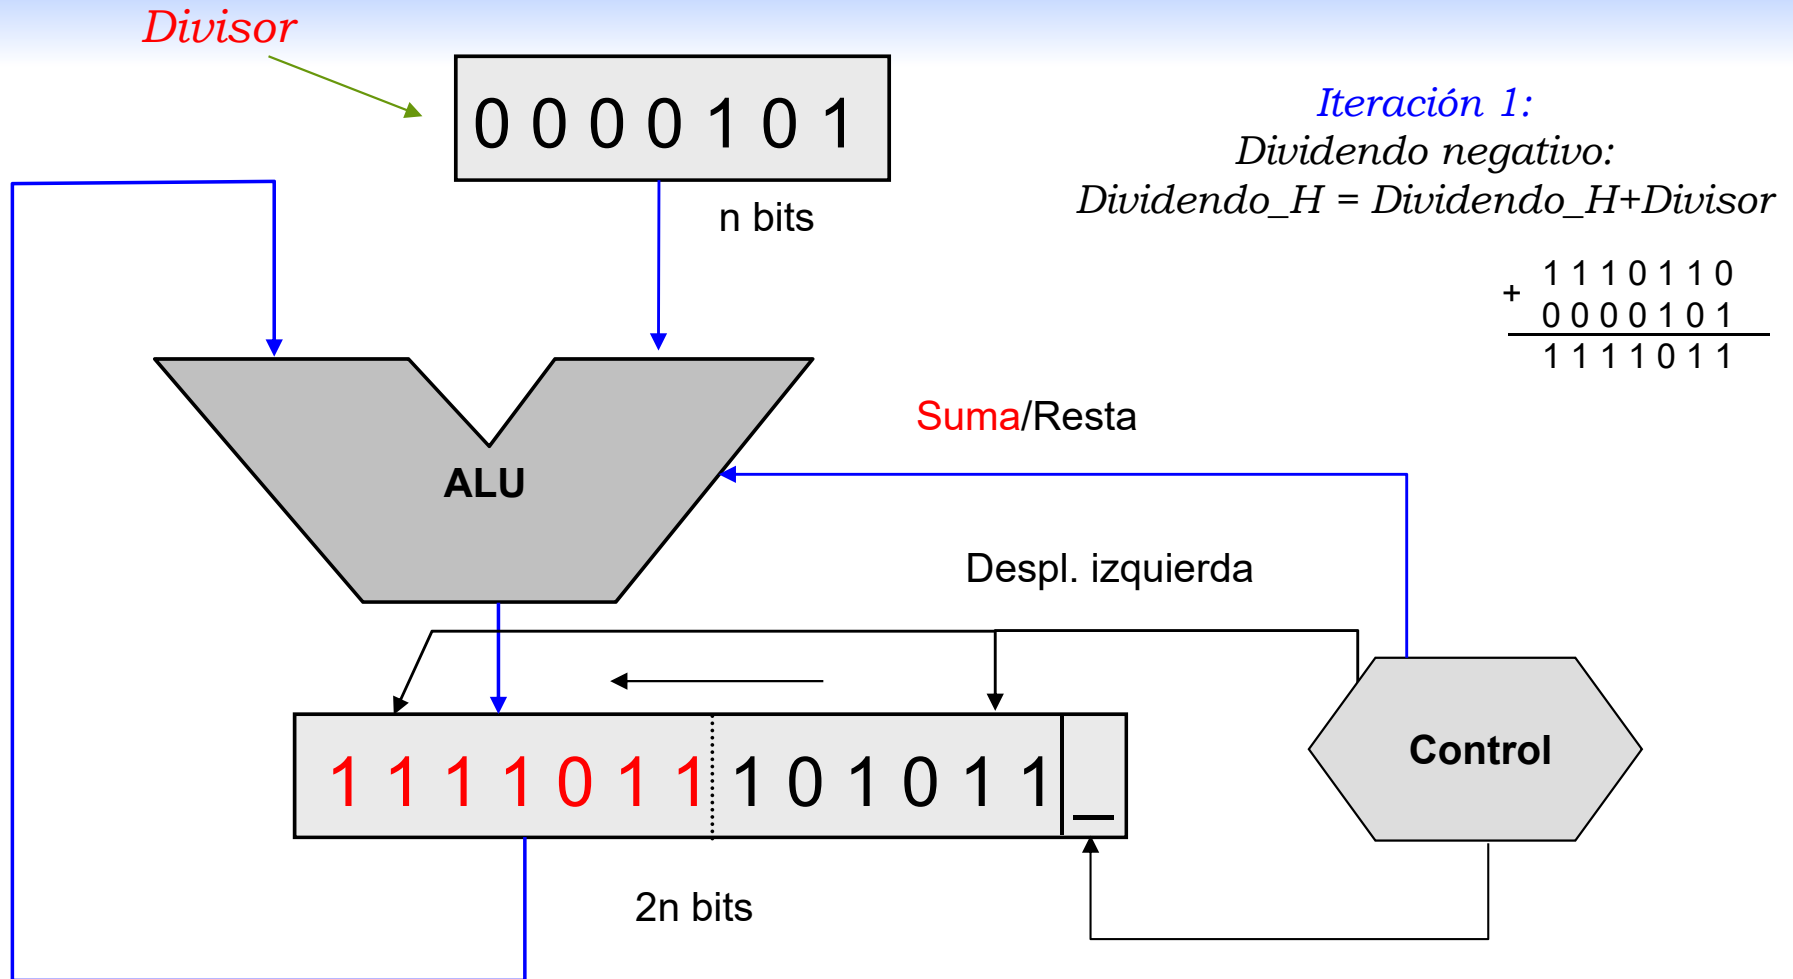 Divisor
0 0 0 0 1 0 1
n bits
Iteración 1:
Dividendo negativo:
Dividendo_H = Dividendo_H+Divisor
1 1 1 0 1 1 0
+
0 0 0 0 1 0 1
1 1 1 1 0 1 1
Suma/Resta
ALU
Despl. izquierda
1 1 1 1 0 1 1 1 0 1 0 1 1 _
Control
2n bits